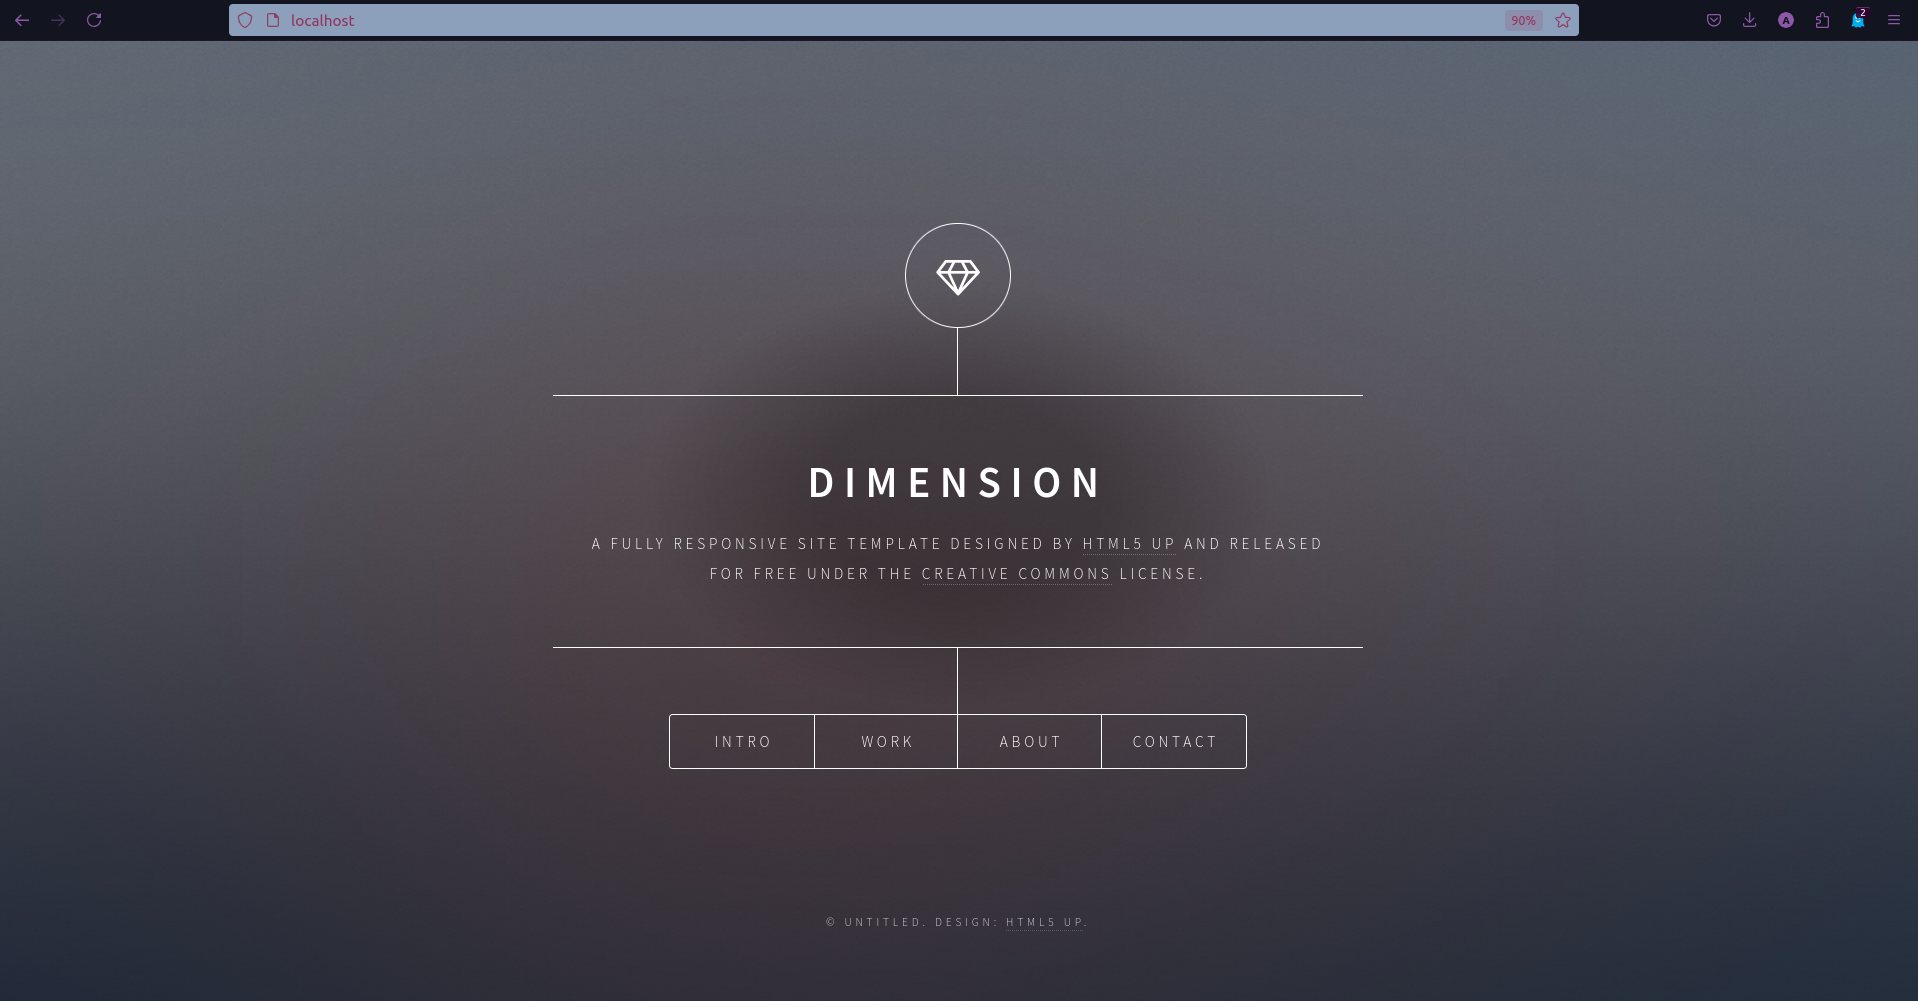 localhost
90%
A
2
DIMENSION
A FULLY RESPONSIVE SITE TEMPLATE DESIGNED BY HTML5 UP AND RELEASED
FOR FREE UNDER THE CREATIVE COMMONS LICENSE.
INTRO
WORK
ABOUT
CONTACT
© UNTITLED. DESIGN: HTML5 UP.